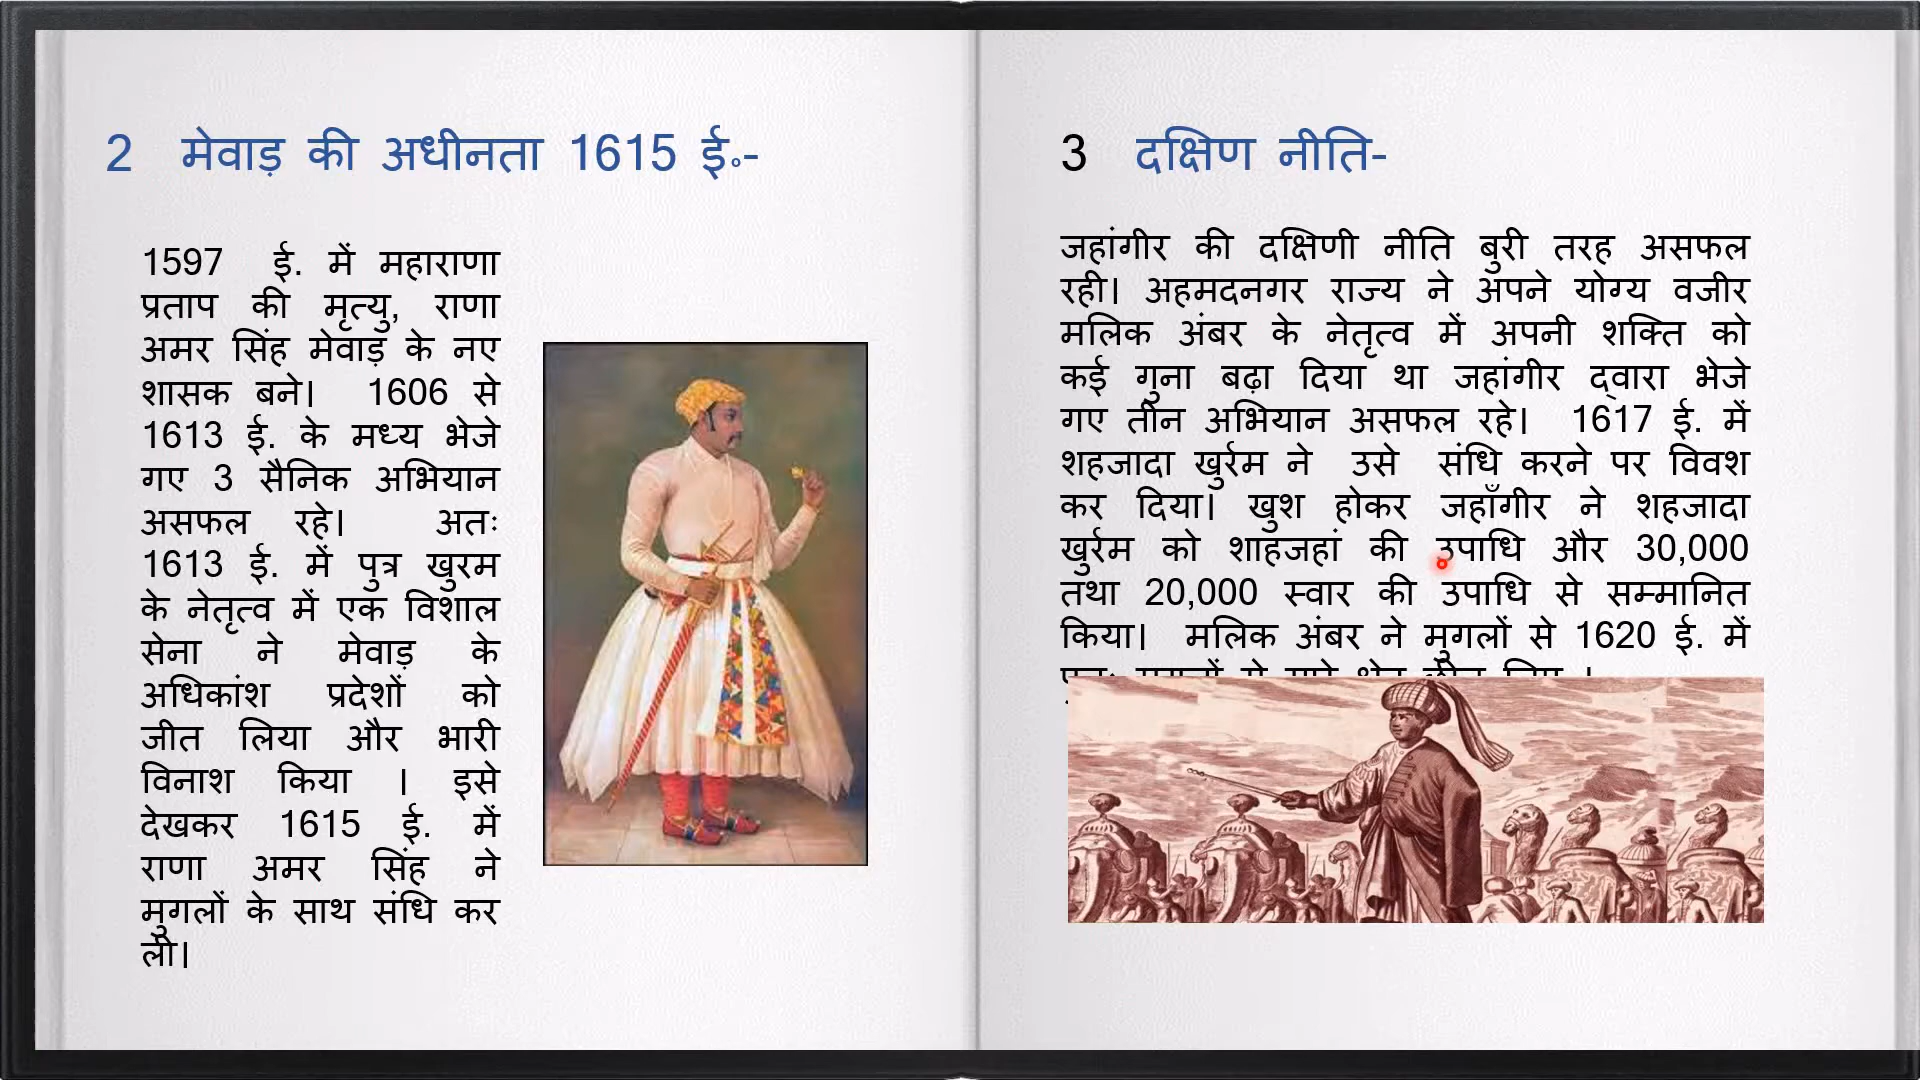 2 मेवाड़ की अधीनता 1615 ई॰-
1597 ई. में महाराणा
प्रताप की मृत्यु, राणा
अमर सिंह मेवाड़ के नए
शासक बने। 1606 से
1613 ई. के मध्य भेजे
गए 3 सैनिक अभियान
असफल रहे। अतः
1613 ई. में पुत्र खुरम
के नेतृत्व में एक विशाल
सेना ने मेवाड़ के
अधिकांश प्रदेशों को
जीत लिया और भारी
विनाश किया । इसे
देखकर 1615 ई. में
राणा अमर सिंह ने
मुगलों के साथ संधि कर
ली।
3 दक्षिण नीति-
जहांगीर की दक्षिणी नीति बुरी तरह असफल
रही। अहमदनगर राज्य ने अपने योग्य वजीर
मलिक अंबर के नेतृत्व में अपनी शक्ति को
कई गुना बढ़ा दिया था जहांगीर द्वारा भेजे
गए तीन अभियान असफल रहे। 1617 ई. में
शहजादा खुर्रम ने उसे संधि करने पर विवश
कर दिया। खुश होकर जहाँगीर ने शहजादा
खुर्रम को शाहजहां की उपाधि और 30,000
तथा 20,000 स्वार की उपाधि से सम्मानित
किया। मलिक अंबर ने मुगलों से 1620 ई. में